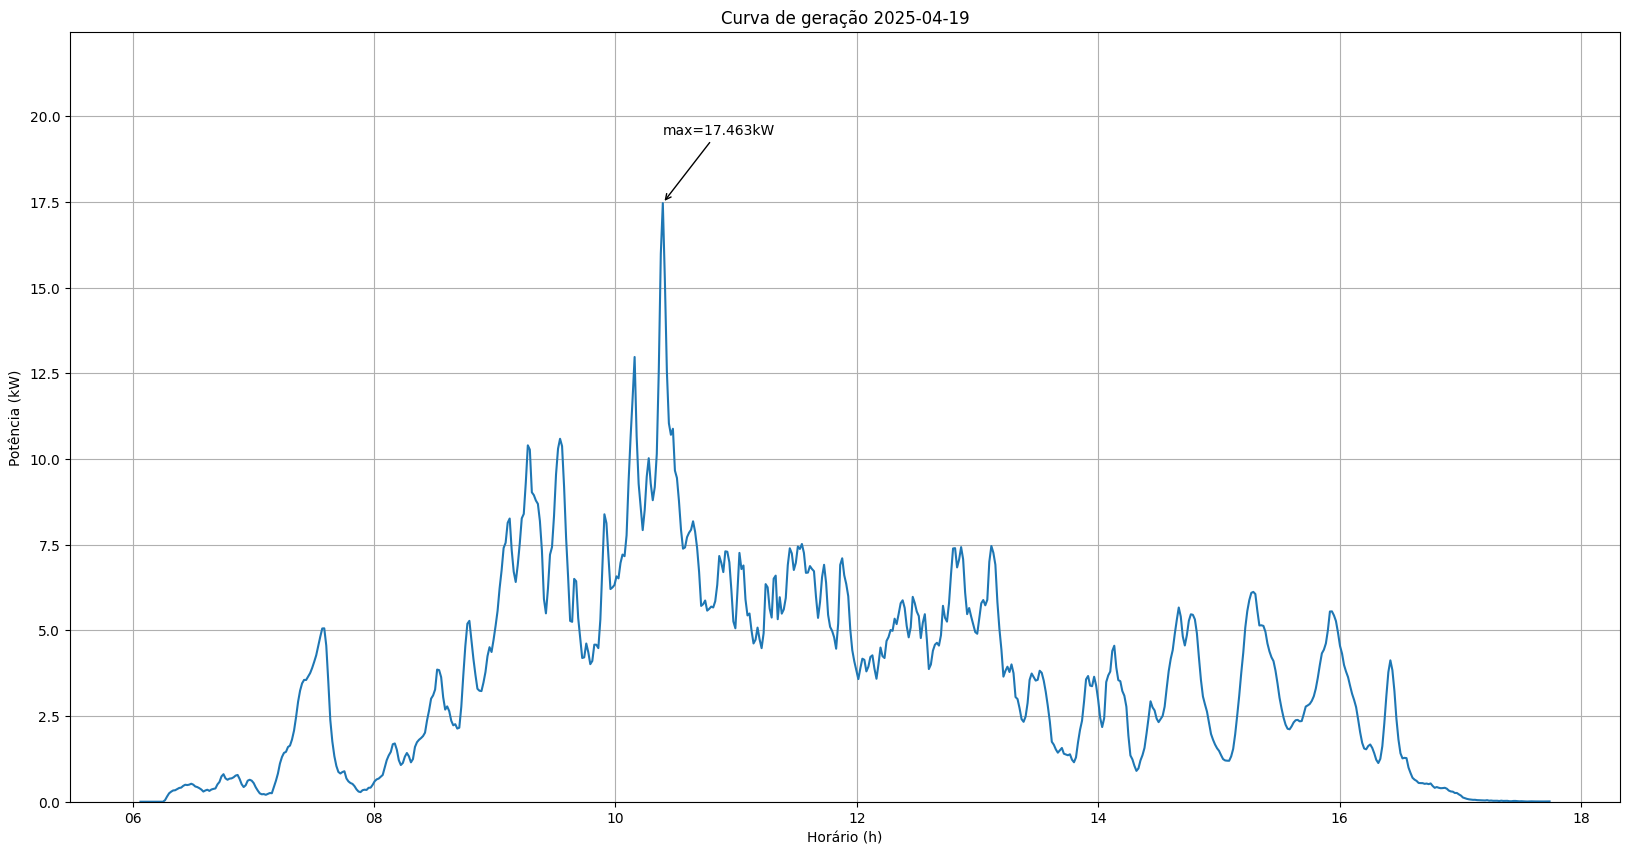 Curva de geração 2025-04-19
20.0
max=17.463kW
17.5
15.0
12.5
Potência (kW)
10.0
7.5
5.0
2.5
0.0
06 08 10 12 14 16 18
Horário (h)